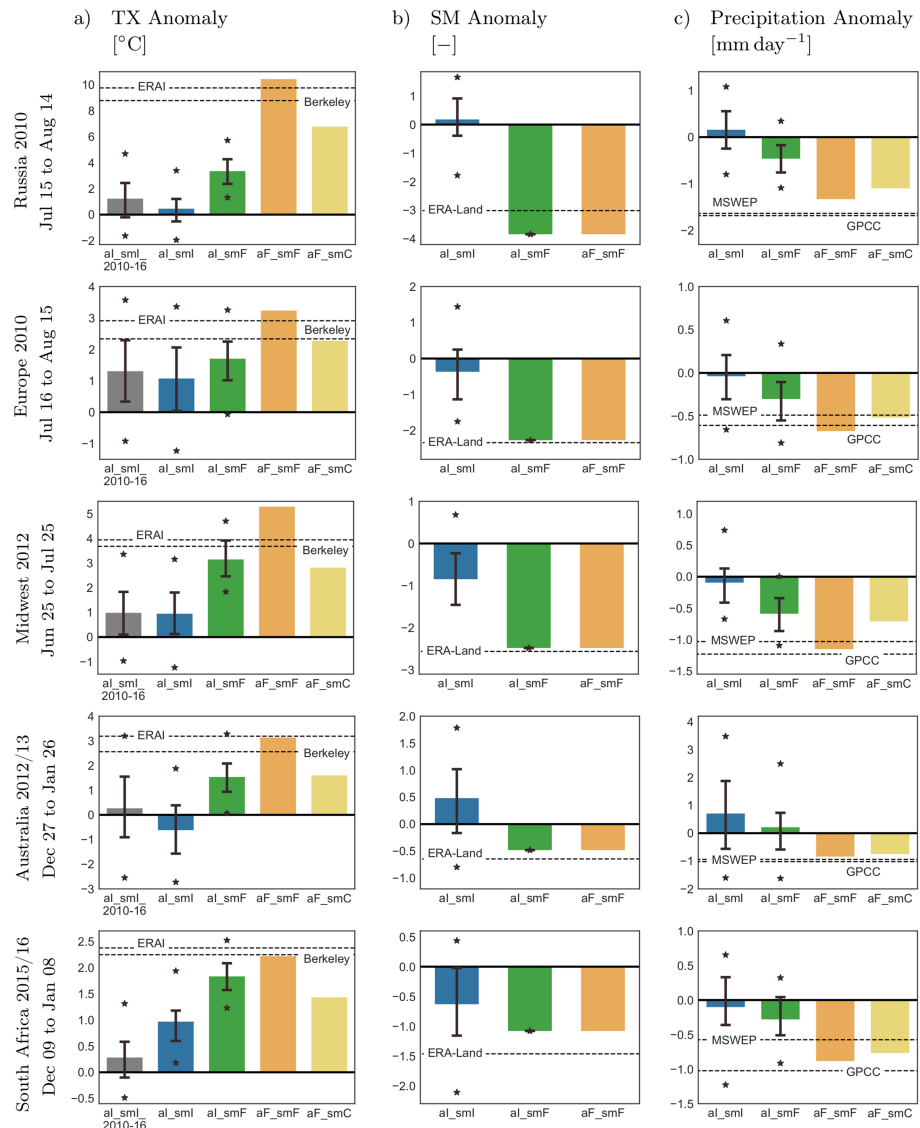 a) TX Anomaly
[°C]
b) SM Anomaly
[−]
c) Precipitation Anomaly
[mm day−1]
Russia 2010
Jul 15 to Aug 14
10
8
6
4
2
0
−2
ERAI
Berkeley
aI_smI_
2010-16
aI_smI
aI_smF
aF_smF
aF_smC
2
1
0
−1
−2
−3
−4
ERA-Land
aI_smI
aI_smF
aF_smF
1
0
−1
−2
MSWEP
GPCC
aI_smI
aI_smF
aF_smF
aF_smC
Europe 2010
Jul 16 to Aug 15
4
3
2
1
0
−1
ERAI
Berkeley
aI_smI_
2010-16
aI_smI
aI_smF
aF_smF
aF_smC
2
1
0
−1
−2
ERA-Land
aI_smI
aI_smF
aF_smF
1.0
0.5
0.0
−0.5
−1.0
MSWEP
GPCC
aI_smI
aI_smF
aF_smF
aF_smC
Midwest 2012
Jun 25 to Jul 25
5
4
3
2
1
0
−1
ERAI
Berkeley
aI_smI_
2010-16
aI_smI
aI_smF
aF_smF
aF_smC
1
0
−1
−2
−3
ERA-Land
aI_smI
aI_smF
aF_smF
1.0
0.5
0.0
−0.5
−1.0
−1.5
MSWEP
GPCC
aI_smI
aI_smF
aF_smF
aF_smC
Australia 2012/13
Dec 27 to Jan 26
4
3
2
1
0
−1
−2
−3
ERAI
Berkeley
aI_smI_
2010-16
aI_smI
aI_smF
aF_smF
aF_smC
2.0
1.5
1.0
0.5
0.0
−0.5
−1.0
ERA-Land
aI_smI
aI_smF
aF_smF
4
3
2
1
0
−1
−2
MSWEP
GPCC
aI_smI
aI_smF
aF_smF
aF_smC
South Africa 2015/16
Dec 09 to Jan 08
2.5
2.0
1.5
1.0
0.5
0.0
−0.5
ERAI
Berkeley
aI_smI_
2010-16
aI_smI
aI_smF
aF_smF
aF_smC
0.5
0.0
−0.5
−1.0
−1.5
−2.0
ERA-Land
aI_smI
aI_smF
aF_smF
1.0
0.5
0.0
−0.5
−1.0
−1.5
MSWEP
GPCC
aI_smI
aI_smF
aF_smF
aF_smC